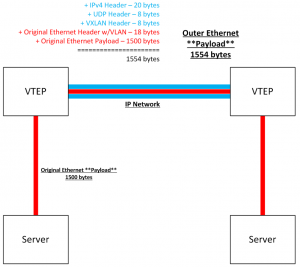 + IPv4 Header – 20 bytes
+ UDP Header – 8 bytes
+ VXLAN Header – 8 bytes
+ Original Ethernet Header w/VLAN – 18 bytes
+ Original Ethernet Payload – 1500 bytes
====================
1554 bytes
Outer Ethernet
**Payload**
1554 bytes
VTEP
VTEP
IP Network
Original Ethernet **Payload**
1500 bytes
Server
Server